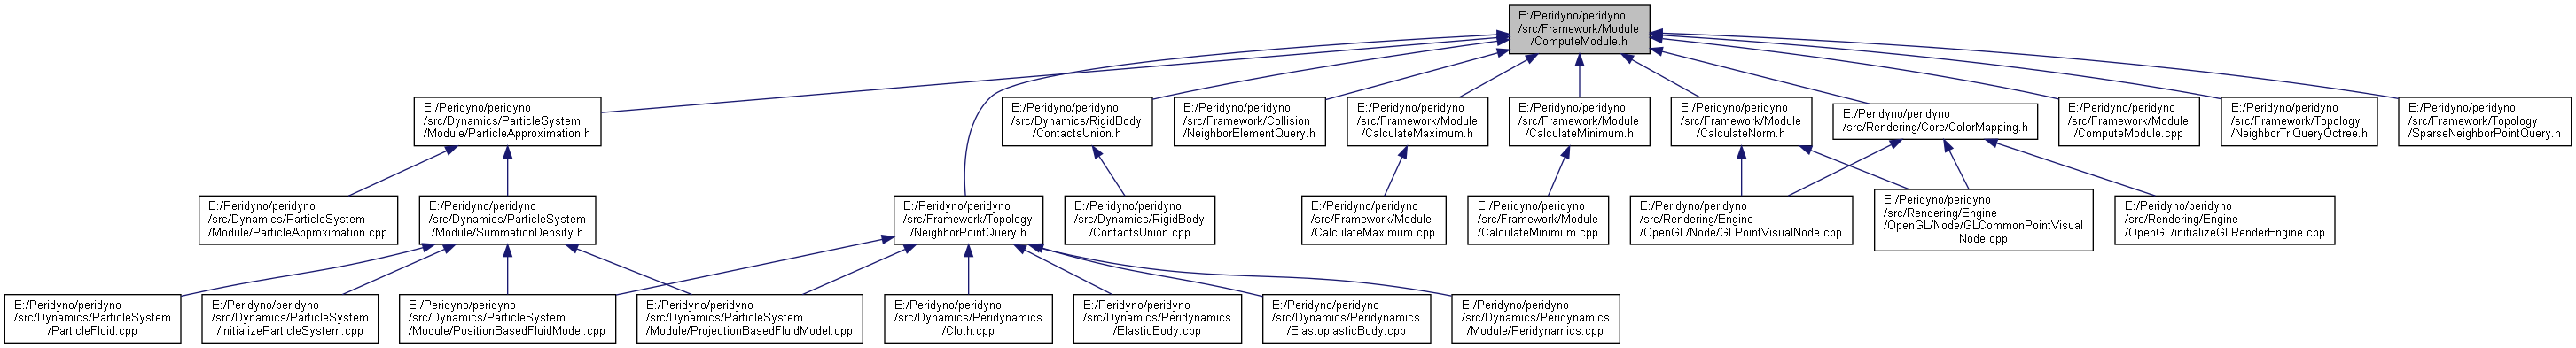 E:/Peridyno/peridyno
/src/Framework/Module
/ComputeModule.h
E:/Peridyno/peridyno
/src/Dynamics/ParticleSystem
/Module/ParticleApproximation.h
E:/Peridyno/peridyno
/src/Dynamics/RigidBody
/ContactsUnion.h
E:/Peridyno/peridyno
/src/Framework/Collision
/NeighborElementQuery.h
E:/Peridyno/peridyno
/src/Framework/Module
/CalculateMaximum.h
E:/Peridyno/peridyno
/src/Framework/Module
/CalculateMinimum.h
E:/Peridyno/peridyno
/src/Framework/Module
/CalculateNorm.h
E:/Peridyno/peridyno
/src/Rendering/Core/ColorMapping.h
E:/Peridyno/peridyno
/src/Framework/Module
/ComputeModule.cpp
E:/Peridyno/peridyno
/src/Framework/Topology
/NeighborTriQueryOctree.h
E:/Peridyno/peridyno
/src/Framework/Topology
/SparseNeighborPointQuery.h
E:/Peridyno/peridyno
/src/Dynamics/ParticleSystem
/Module/ParticleApproximation.cpp
E:/Peridyno/peridyno
/src/Dynamics/ParticleSystem
/Module/SummationDensity.h
E:/Peridyno/peridyno
/src/Framework/Topology
/NeighborPointQuery.h
E:/Peridyno/peridyno
/src/Dynamics/RigidBody
/ContactsUnion.cpp
E:/Peridyno/peridyno
/src/Framework/Module
/CalculateMaximum.cpp
E:/Peridyno/peridyno
/src/Framework/Module
/CalculateMinimum.cpp
E:/Peridyno/peridyno
/src/Rendering/Engine
/OpenGL/Node/GLPointVisualNode.cpp
E:/Peridyno/peridyno
/src/Rendering/Engine
/OpenGL/Node/GLCommonPointVisual
Node.cpp
E:/Peridyno/peridyno
/src/Rendering/Engine
/OpenGL/initializeGLRenderEngine.cpp
E:/Peridyno/peridyno
/src/Dynamics/ParticleSystem
/ParticleFluid.cpp
E:/Peridyno/peridyno
/src/Dynamics/ParticleSystem
/initializeParticleSystem.cpp
E:/Peridyno/peridyno
/src/Dynamics/ParticleSystem
/Module/PositionBasedFluidModel.cpp
E:/Peridyno/peridyno
/src/Dynamics/ParticleSystem
/Module/ProjectionBasedFluidModel.cpp
E:/Peridyno/peridyno
/src/Dynamics/Peridynamics
/Cloth.cpp
E:/Peridyno/peridyno
/src/Dynamics/Peridynamics
/ElasticBody.cpp
E:/Peridyno/peridyno
/src/Dynamics/Peridynamics
/ElastoplasticBody.cpp
E:/Peridyno/peridyno
/src/Dynamics/Peridynamics
/Module/Peridynamics.cpp